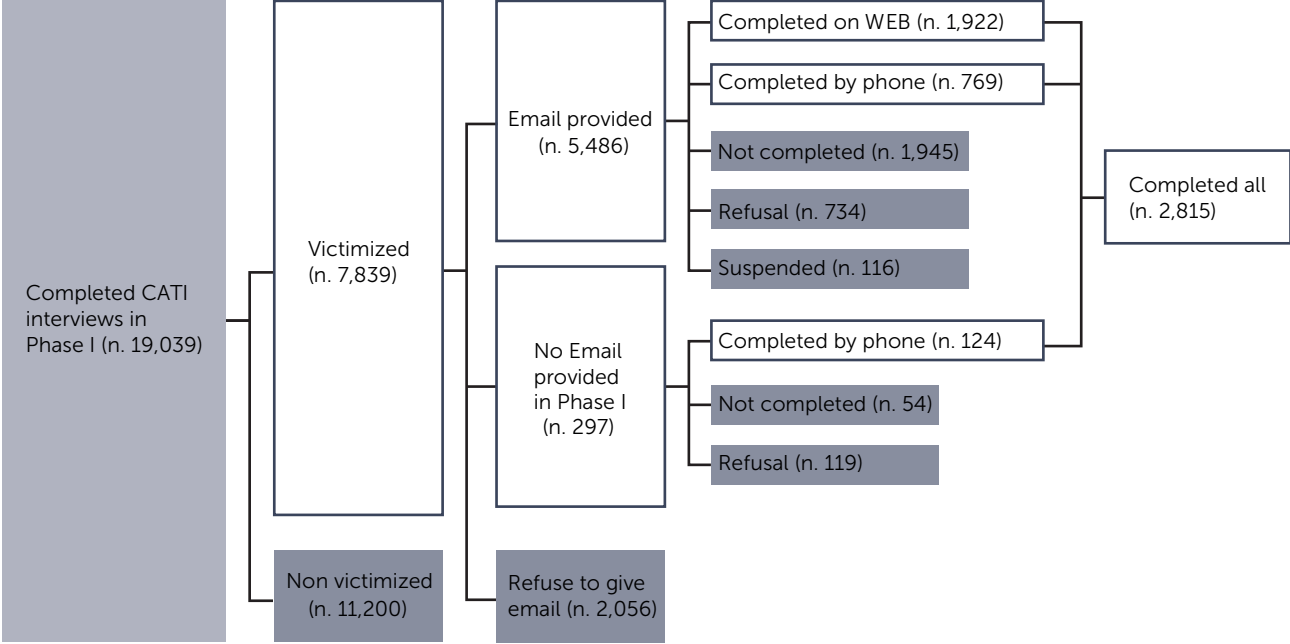 Completed CATI
interviews in
Phase I (n. 19,039)
Victimized
(n. 7,839)
Non victimized
(n. 11,200)
Email provided
(n. 5,486)
No Email
provided
in Phase I
(n. 297)
Refuse to give
email (n. 2,056)
Completed on WEB (n. 1,922)
Completed by phone (n. 769)
Not completed (n. 1,945)
Refusal (n. 734)
Suspended (n. 116)
Completed by phone (n. 124)
Not completed (n. 54)
Refusal (n. 119)
Completed all
(n. 2,815)